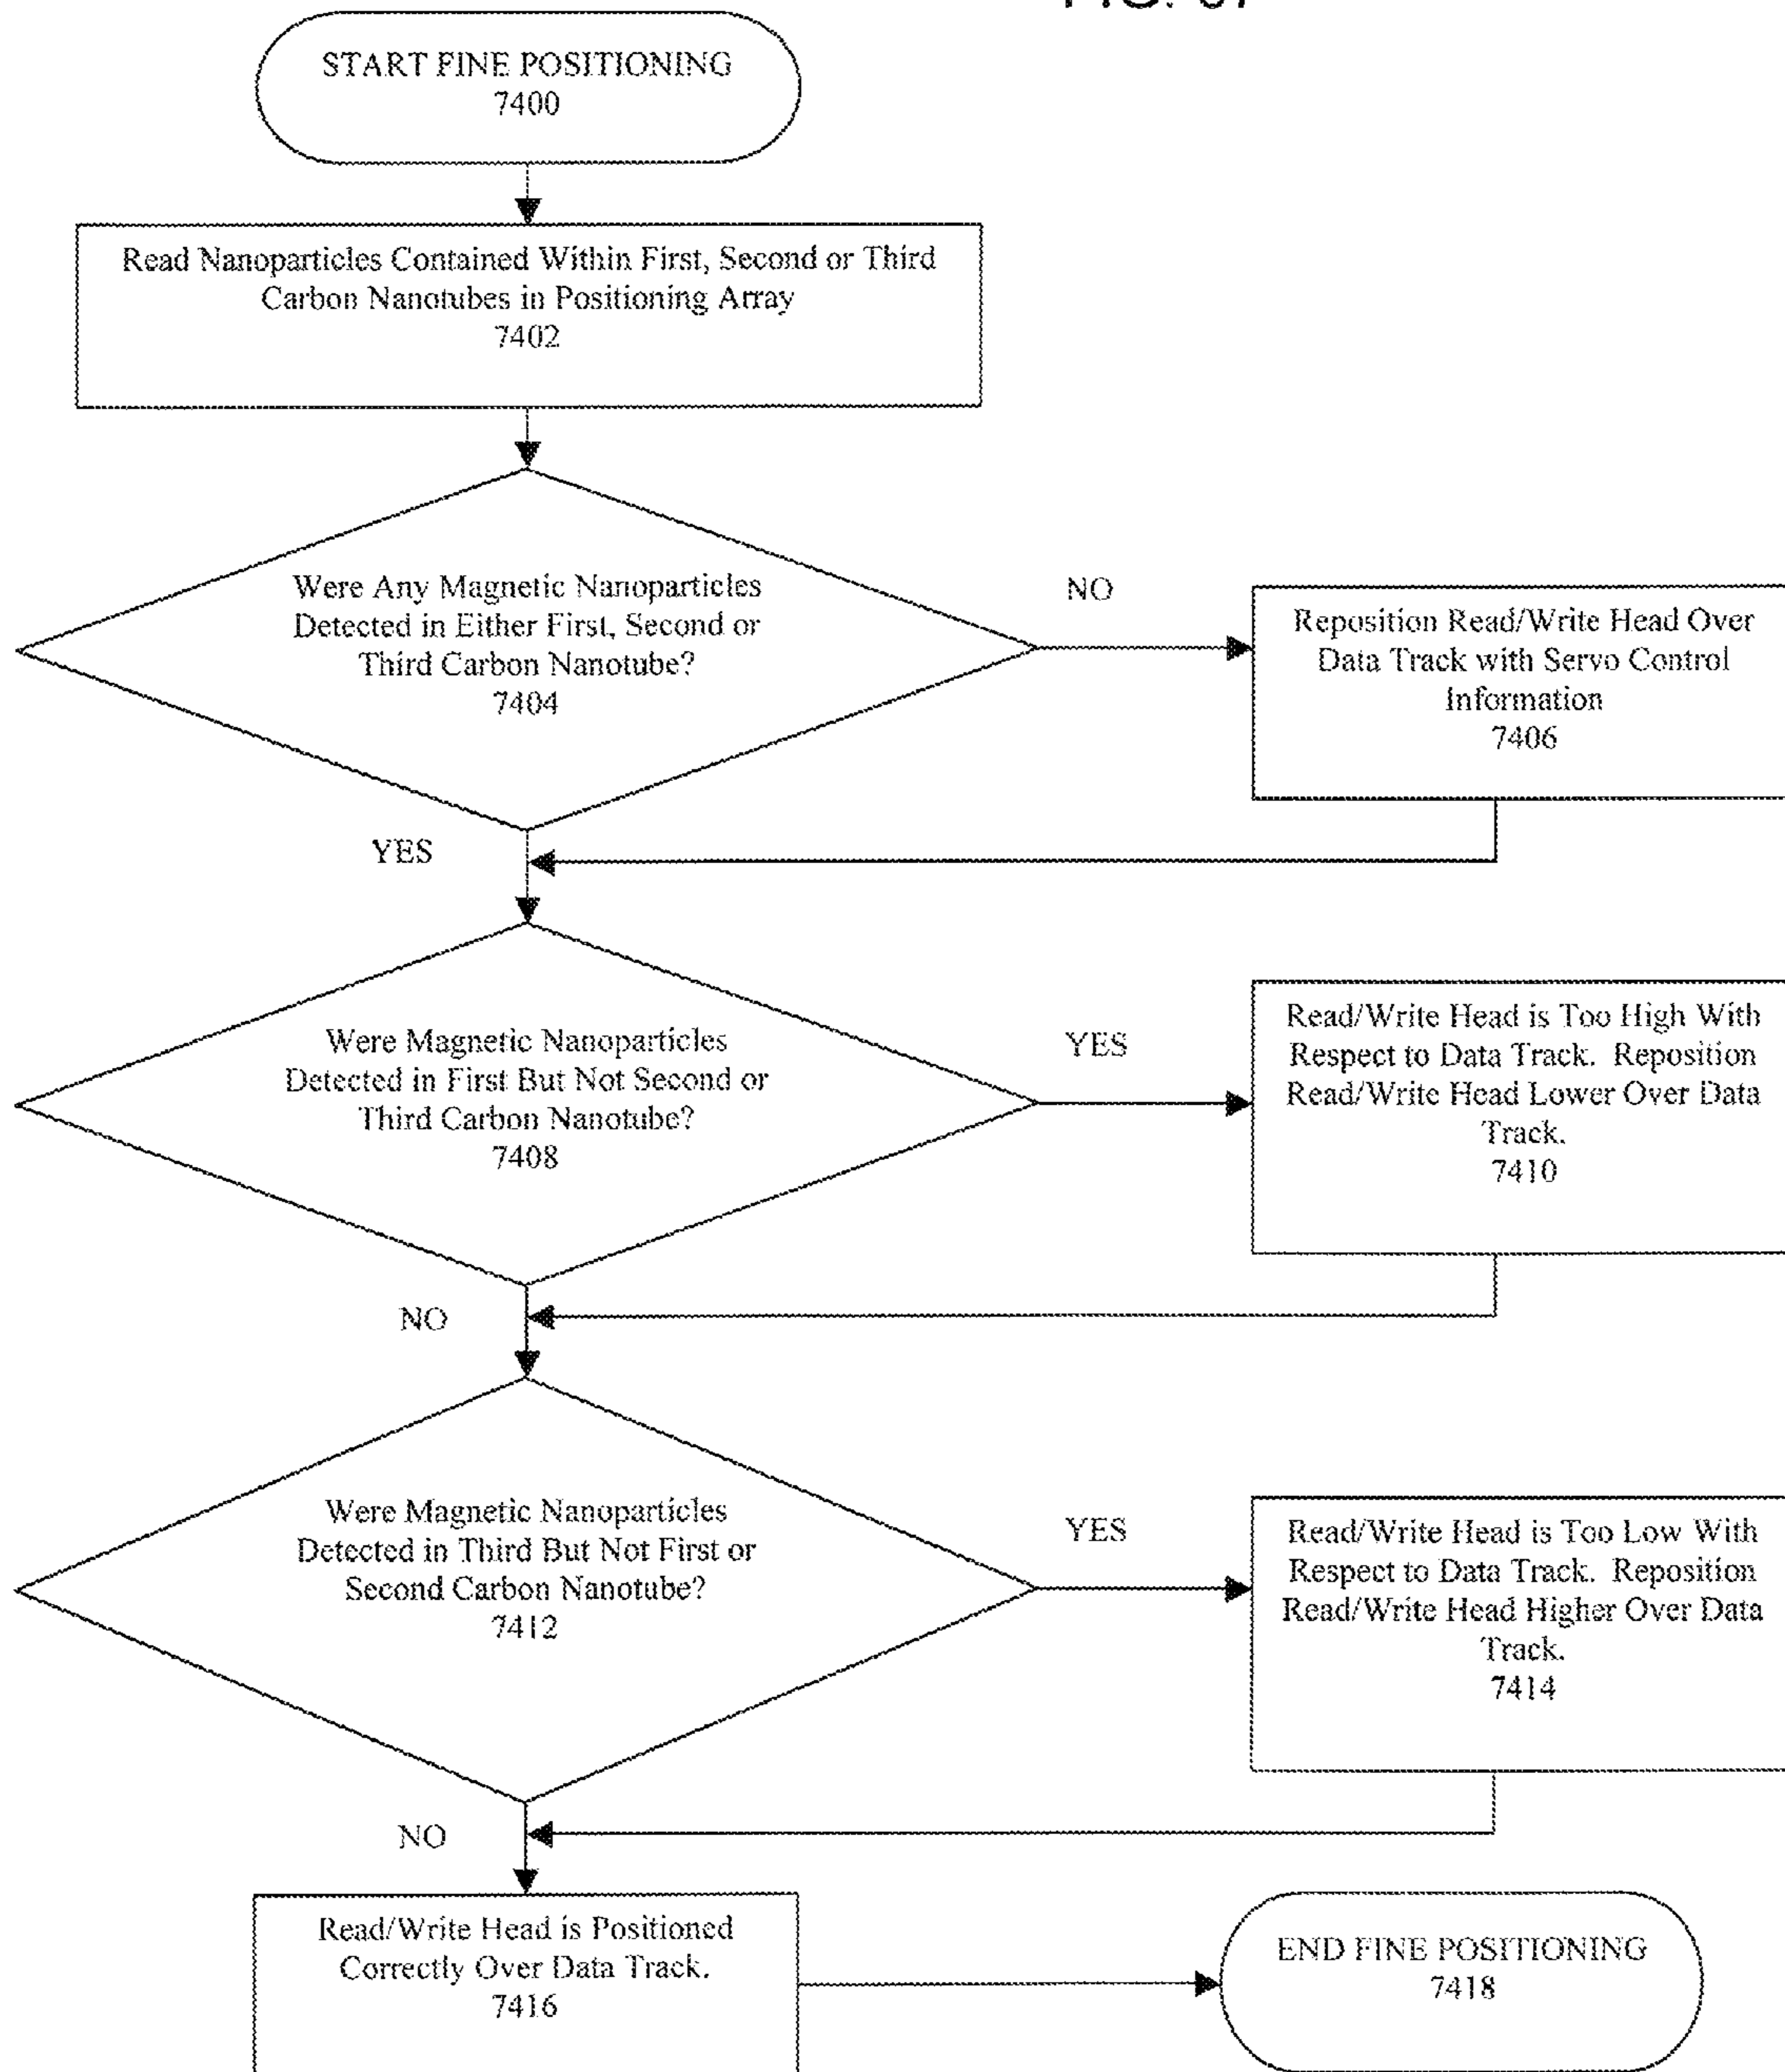 START FINE POSITIONING
7400
Read Nanoparticles Contained Within First, Second or Third
Carbon Nanotubes in Positioning Array
7402
Were Any Magnetic Nanoparticles
Detected in Either First, Second or
Third Carbon Nanotube?
7404
NO
Reposition Read/Write Head Over
Data Track with Servo Control
Information
7406
YES
Were Magnetic Nanoparticles
Detected in First But Not Second or
Third Carbon Nanotube?
7408
YES
Read/Write Head is Too High With
Respect to Data Track. Reposition
Read/Write Head Lower Over Data
Track.
7410
NO
Were Magnetic Nanoparticles
Detected in Third But Not First or
Second Carbon Nanotube?
7412
YES
Read/Write Head is Too Low With
Respect to Data Track. Reposition
Read/Write Head Higher Over Data
Track.
7414
NO
Read/Write Head is Positioned
Correctly Over Data Track.
7416
END FINE POSITIONING
7418